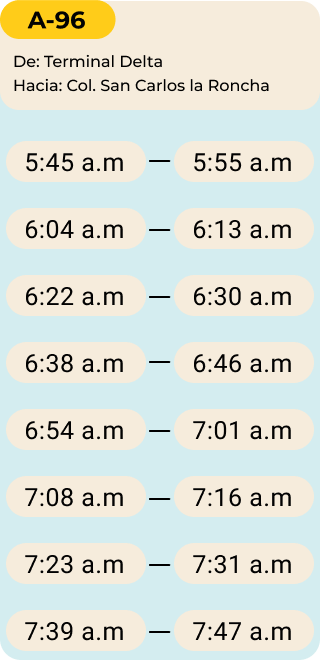 A-96
De: Terminal Delta
Hacia: Col. San Carlos la Roncha
5:45 a.m — 5:55 a.m
6:04 a.m — 6:13 a.m
6:22 a.m — 6:30 a.m
6:38 a.m — 6:46 a.m
6:54 a.m — 7:01 a.m
7:08 a.m — 7:16 a.m
7:23 a.m — 7:31 a.m
7:39 a.m — 7:47 a.m